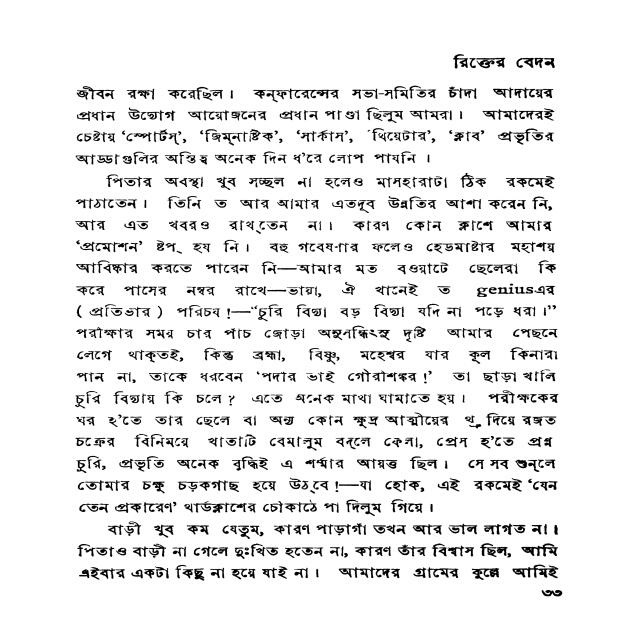 রিক্তের বেদন
জীবন রক্ষা করেছিল। কন্‌ফারেন্সের সভা-সমিতির চাঁদা আদায়ের
প্রধান উদ্যোগ আয়োজনের প্রধান পাণ্ডা ছিলুম আমরা। আমাদেরই
চেষ্টায় ‘স্পোর্টস্’, ‘জিম্‌নাষ্টিক’, ‘সার্কাস’, ‘থিয়েটার’, ‘ক্লাব’ প্রভৃতির
আড্ডাগুলির অস্তিত্ব অনেক দিন ধ’রে লোপ পায়নি।
পিতার অবস্থা খুব সচ্ছল না হলেও মাসহারাটা ঠিক রকমেই
পাঠাতেন। তিনি ত আর আমার এতদূর উন্নতির আশা করেন নি,
আর এত খবরও রাখ্‌তেন না। কারণ কোন ক্লাশে আমার
‘প্রমোশন’ ষ্টপ্ হয় নি। বহু গবেষণার ফলেও হেডমাষ্টার মহাশয়
আবিষ্কার করতে পারেন নি—আমার মত বওয়াটে ছেলেরা কি
করে পাসের নম্বর রাখে—ভায়া, ঐ খানেই ত geniusএর
( প্রতিভার ) পরিচয়!—“চুরি বিদ্যা বড় বিদ্যা যদি না পড়ে ধরা।”
পরীক্ষার সময় চার পাঁচ জোড়া অনুসন্ধিৎসু দৃষ্টি আমার পেছনে
লেগে থাক্‌তই, কিন্তু ব্রহ্মা, বিষ্ণু, মহেশ্বর যার কূল কিনারা
পান না, তাকে ধরবেন ‘পদার ভাই গৌরীশঙ্কর!’ তা ছাড়া খালি
চুরি বিদ্যায় কি চলে? এতে অনেক মাথা ঘামাতে হয়। পরীক্ষকের
ঘর হ’তে তার ছেলে বা অন্য কোন ক্ষুদ্র আত্মীয়ের থ্রু দিয়ে রজত
চক্রের বিনিময়ে খাতাটি বেমালুম বদ্‌লে ফেলা, প্রেস হ’তে প্রশ্ন
চুরি, প্রভৃতি অনেক বুদ্ধিই এ শর্ম্মার আয়ত্ত ছিল। সে সব শুন্‌লে
তোমার চক্ষু চড়কগাছ হয়ে উঠ্‌বে!—যা হোক, এই রকমেই ‘যেন
তেন প্রকারেণ’ থার্ডক্লাশের চৌকাঠে পা দিলুম গিয়ে।
বাড়ী খুব কম যেতুম, কারণ পাড়াগাঁ তখন আর ভাল লাগত না।
পিতাও বাড়ী না গেলে দুঃখিত হতেন না, কারণ তাঁর বিশ্বাস ছিল, আমি
এইবার একটা কিছু না হয়ে যাই না। আমাদের গ্রামের কুল্লে আমিই
৩৩